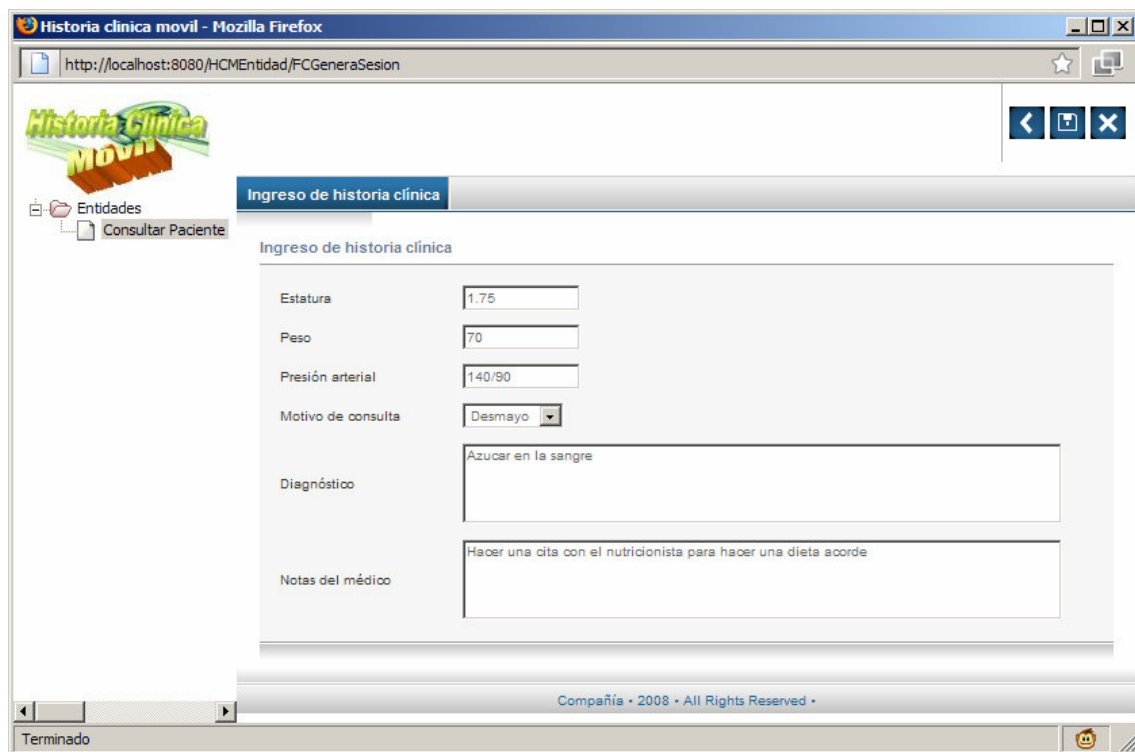 Historia clinica movil - Mozilla Firefox
http://localhost:8080/HCMEntidad/FCGeneraSesion
Historia Clinica
Movil
Entidades
Consultar Paciente
Ingreso de historia clínica
Ingreso de historia clínica
Estatura 1.75
Peso 70
Presión arterial 140/90
Motivo de consulta Desmayo
Diagnóstico Azucar en la sangre
Notas del médico Hacer una cita con el nutricionista para hacer una dieta acorde
Compañía • 2008 • All Rights Reserved •
Terminado